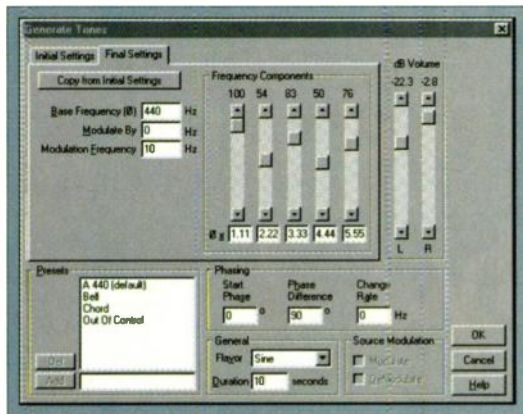 Generate Tones
Initial Settings Final Settings
Copy from Initial Settings
Base Frequency (Ø) 440 Hz
Modulate By 0 Hz
Modulation Frequency 10 Hz
Frequency Components
100 54 83 50 76
Ø x 1.11 2.22 3.33 4.44 5.55
dB Volume
-22.3 -2.8
L R
Presets
A 440 (default)
Bell
Chord
Out Of Control
Del
Add
Phasing
Start Phase 0 °
Phase Difference 90 °
Change Rate 0 Hz
General
Flavor Sine
Duration 10 seconds
Source Modulation
Modulate
DeModulate
OK
Cancel
Help